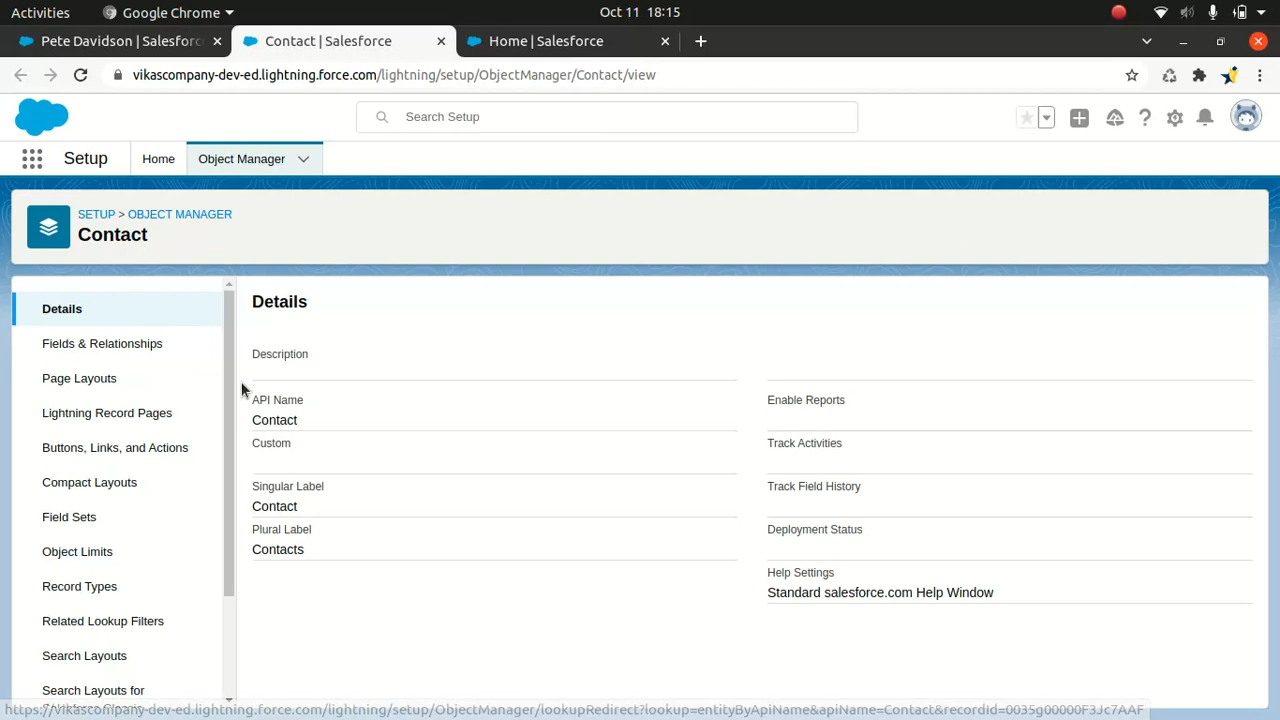 Activities Google Chrome Oct 11 18:15
Pete Davidson | Salesforc Contact | Salesforce Home | Salesforce
vikascompany-dev-ed.lightning.force.com/lightning/setup/ObjectManager/Contact/view
Search Setup
Setup Home Object Manager
SETUP > OBJECT MANAGER
Contact
Details
Fields & Relationships
Page Layouts
Lightning Record Pages
Buttons, Links, and Actions
Compact Layouts
Field Sets
Object Limits
Record Types
Related Lookup Filters
Search Layouts
Search Layouts for
Details
Description
API Name
Contact
Custom
Singular Label
Contact
Plural Label
Contacts
Enable Reports
Track Activities
Track Field History
Deployment Status
Help Settings
Standard salesforce.com Help Window
https://vikascompany-dev-ed.lightning.force.com/lightning/setup/ObjectManager/lookupRedirect?lookup=entityByApiName&apiName=Contact&recordId=0035g00000F3Jc7AAF